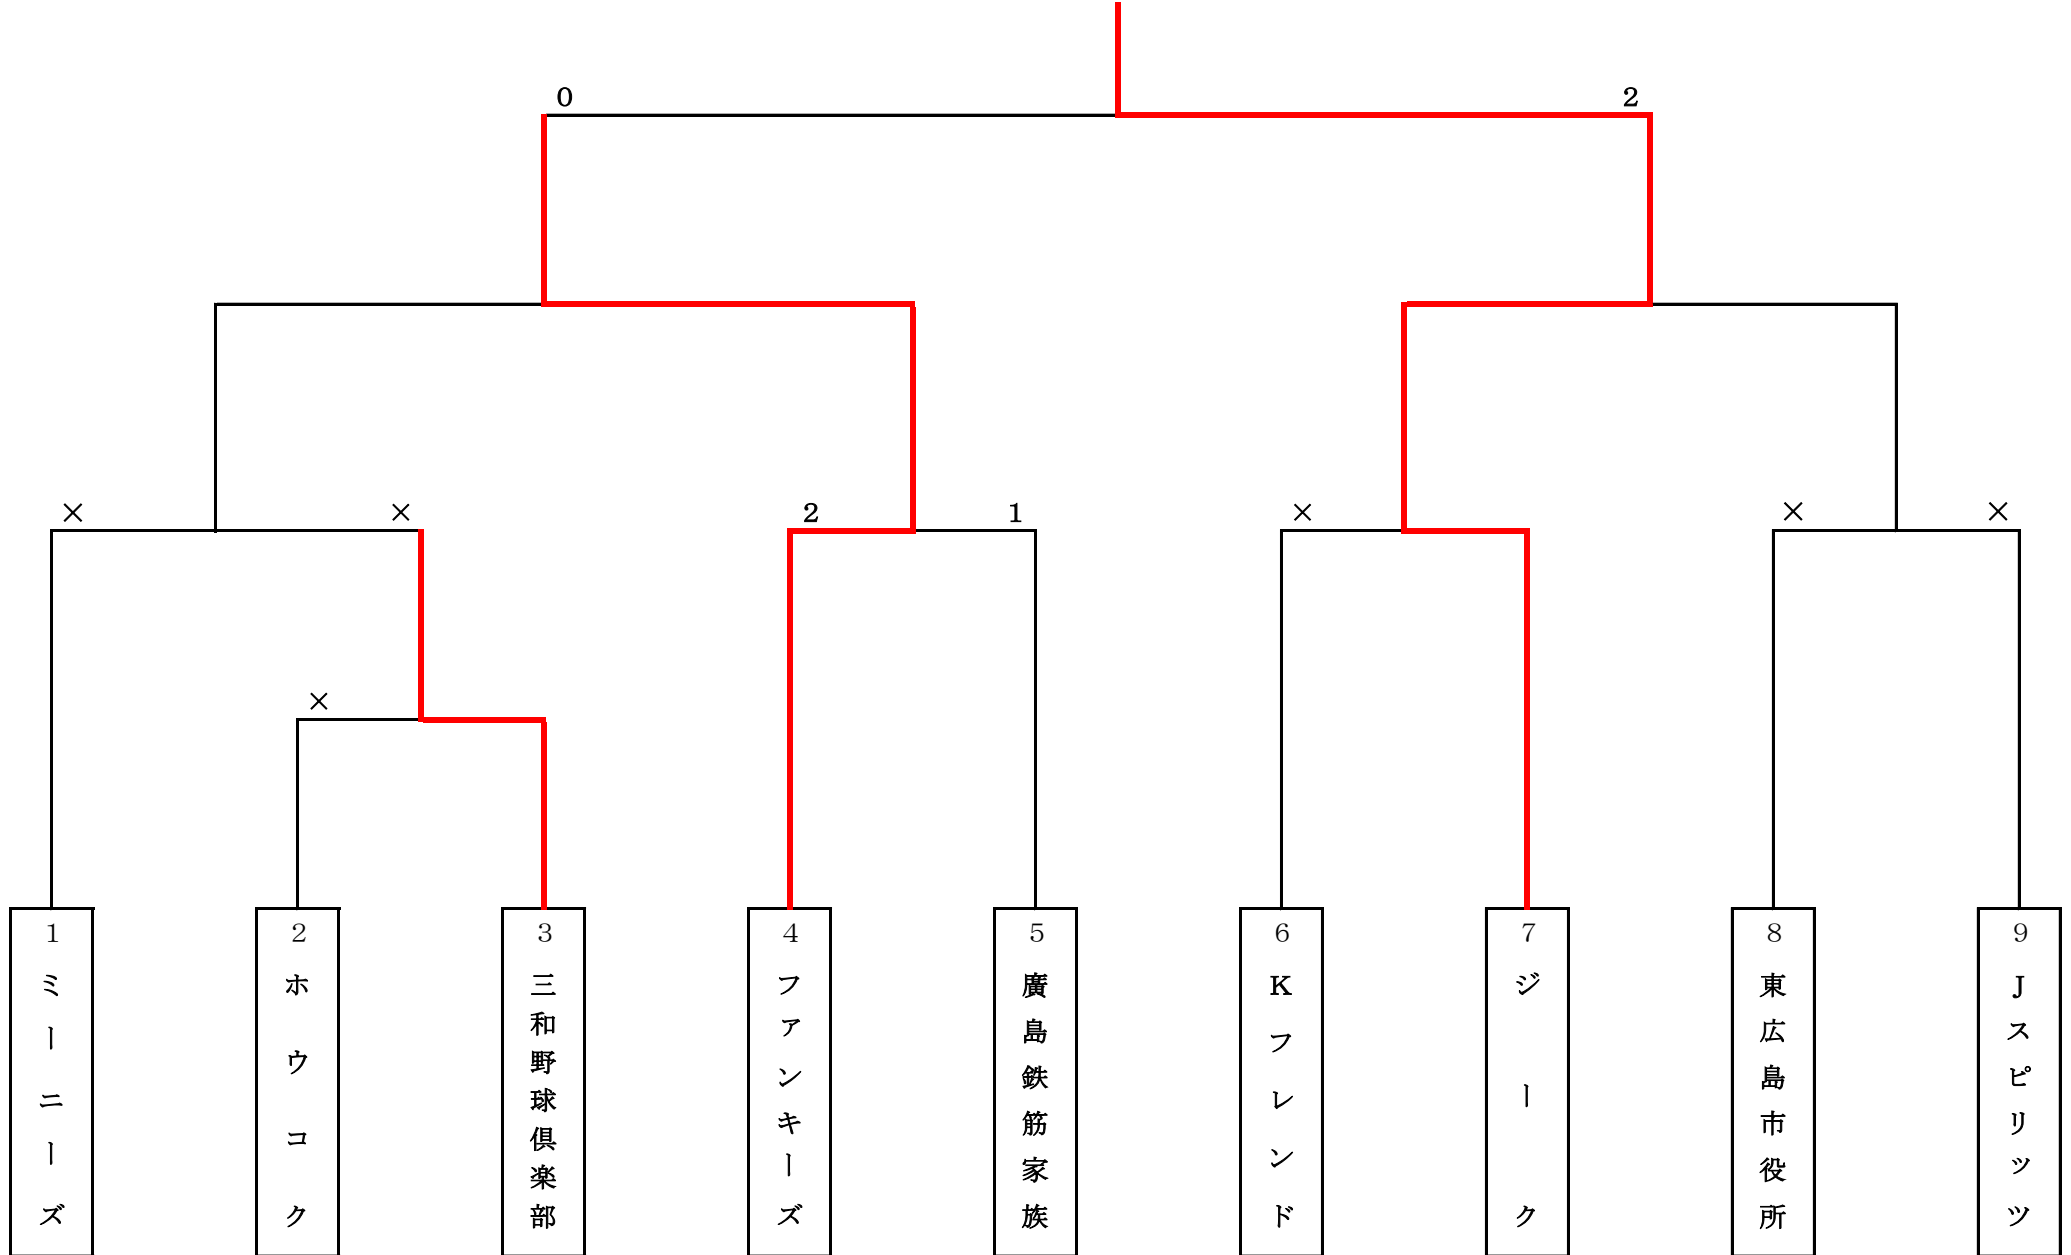 0
2
×
×
2
1
×
×
×
×
1 ミーニーズ
2 ホウコク
3 三和野球倶楽部
4 ファンキーズ
5 廣島鉄筋家族
6 Kフレンド
7 ジーク
8 東広島市役所
9 Jスピリッツ